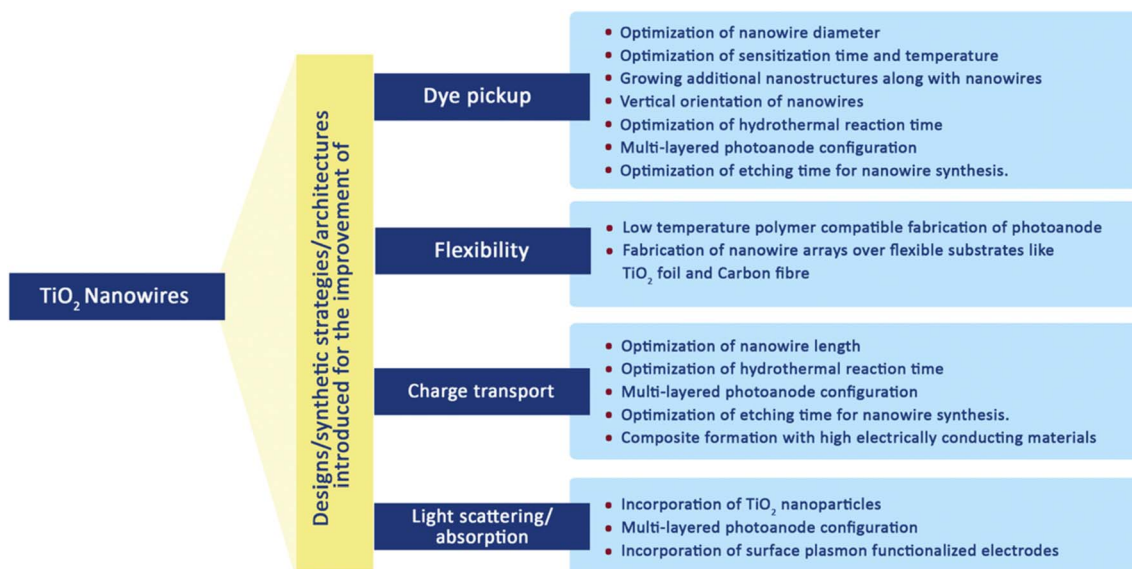 TiO₂ Nanowires
Designs/synthetic strategies/architectures
introduced for the improvement of
Dye pickup
• Optimization of nanowire diameter
• Optimization of sensitization time and temperature
• Growing additional nanostructures along with nanowires
• Vertical orientation of nanowires
• Optimization of hydrothermal reaction time
• Multi-layered photoanode configuration
• Optimization of etching time for nanowire synthesis.
Flexibility
• Low temperature polymer compatible fabrication of photoanode
• Fabrication of nanowire arrays over flexible substrates like
TiO₂ foil and Carbon fibre
Charge transport
• Optimization of nanowire length
• Optimization of hydrothermal reaction time
• Multi-layered photoanode configuration
• Optimization of etching time for nanowire synthesis.
• Composite formation with high electrically conducting materials
Light scattering/
absorption
• Incorporation of TiO₂ nanoparticles
• Multi-layered photoanode configuration
• Incorporation of surface plasmon functionalized electrodes